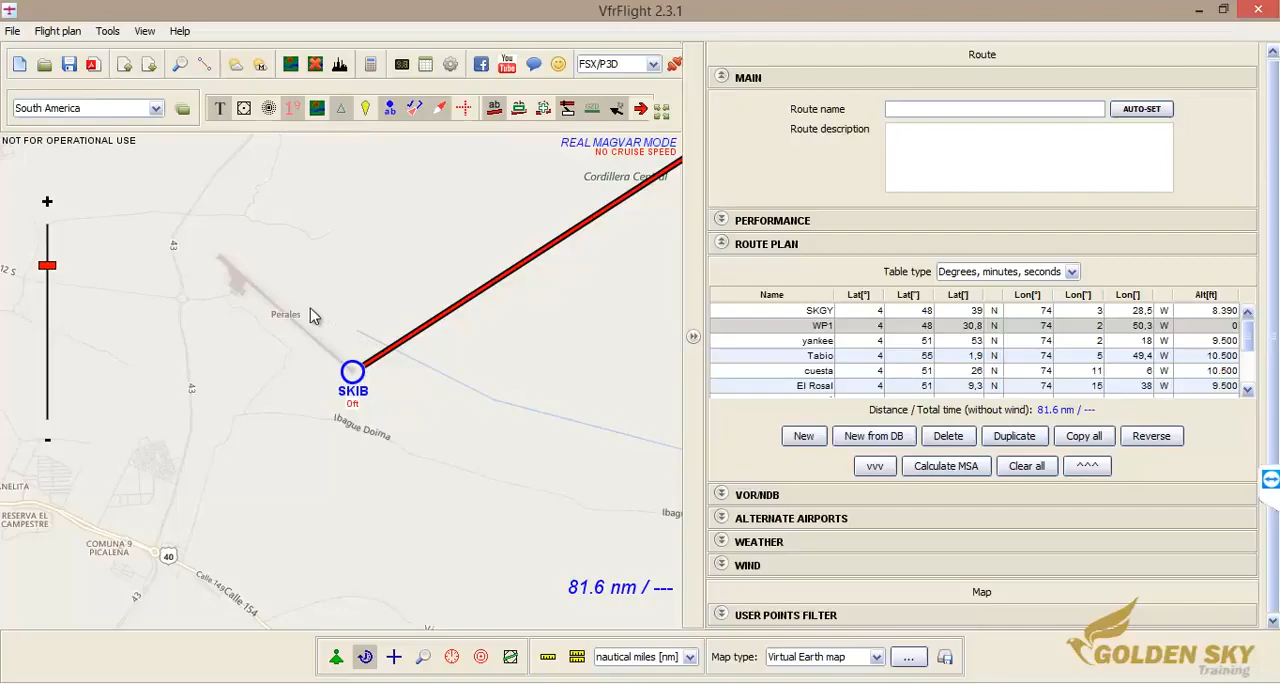 VfrFlight 2.3.1
File Flight plan Tools View Help
FSX/P3D
South America
NOT FOR OPERATIONAL USE
REAL MAGVAR MODE
NO CRUISE SPEED
Cordillera Central
43
12 S
Perales
SKIB
0ft
43
Ibague Doima
ANELITA
RESERVA EL
CAMPESTRE
COMUNA 9
PICALEÑA
40
43
Calle 145
Calle 154
81.6 nm / ---
Route
MAIN
Route name
AUTO-SET
Route description
PERFORMANCE
ROUTE PLAN
Table type Degrees, minutes, seconds
Name Lat[°] Lat['] Lat[] Lon[°] Lon['] Lon[] Alt[ft]
SKGY 4 48 39 N 74 3 28,5 W 8.390
WP1 4 48 30,8 N 74 2 50,3 W 0
yankee 4 51 53 N 74 2 18 W 9.500
Tabio 4 55 1,9 N 74 5 49,4 W 10.500
cuesta 4 51 26 N 74 11 6 W 10.500
El Rosal 4 51 9,3 N 74 15 38 W 9.500
Distance / Total time (without wind): 81.6 nm / ---
New New from DB Delete Duplicate Copy all Reverse
vvv Calculate MSA Clear all ^^^
VOR/NDB
ALTERNATE AIRPORTS
WEATHER
WIND
Map
USER POINTS FILTER
nautical miles [nm] Map type: Virtual Earth map ...
GOLDEN SKY
Training